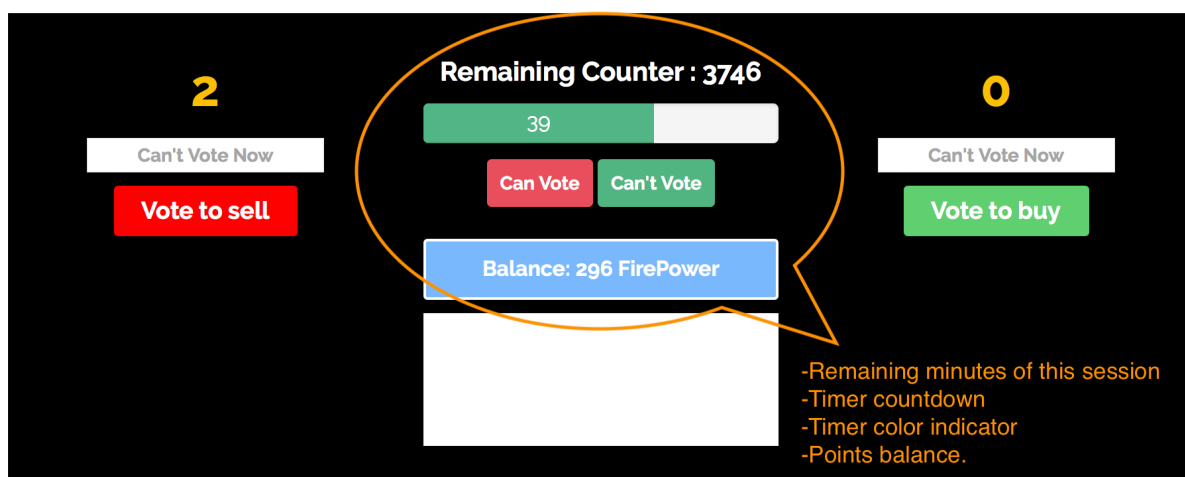 Remaining Counter : 3746
2
39
0
Can't Vote Now
Can't Vote Now
Can Vote
Can't Vote
Vote to sell
Vote to buy
Balance: 296 FirePower
-Remaining minutes of this session
-Timer countdown
-Timer color indicator
-Points balance.